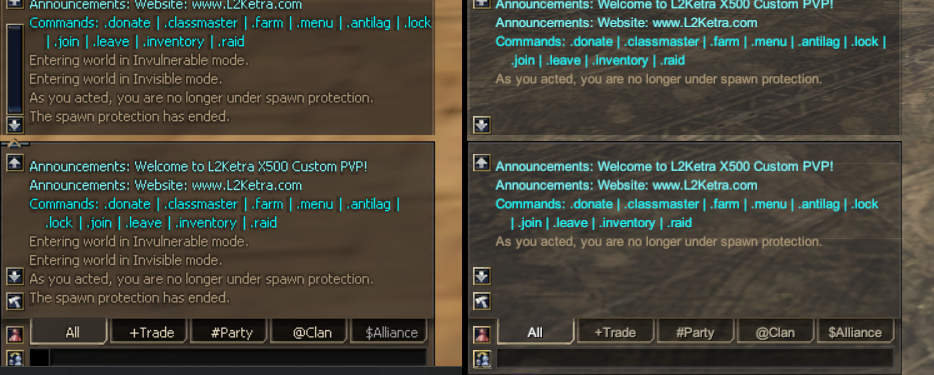 Announcements: Website: www.L2Ketra.com
Commands: .donate | .classmaster | .farm | .menu | .antilag | .lock
| .join | .leave | .inventory | .raid
Entering world in Invulnerable mode.
Entering world in Invisible mode.
As you acted, you are no longer under spawn protection.
The spawn protection has ended.
Announcements: Welcome to L2Ketra X500 Custom PVP!
Announcements: Website: www.L2Ketra.com
Commands: .donate | .classmaster | .farm | .menu | .antilag |
.lock | .join | .leave | .inventory | .raid
Entering world in Invulnerable mode.
Entering world in Invisible mode.
As you acted, you are no longer under spawn protection.
The spawn protection has ended.
All +Trade #Party @Clan $Alliance
Announcements: Welcome to L2Ketra X500 Custom PVP!
Announcements: Website: www.L2Ketra.com
Commands: .donate | .classmaster | .farm | .menu | .antilag | .lock |
.join | .leave | .inventory | .raid
As you acted, you are no longer under spawn protection.
Announcements: Welcome to L2Ketra X500 Custom PVP!
Announcements: Website: www.L2Ketra.com
Commands: .donate | .classmaster | .farm | .menu | .antilag | .lock
| .join | .leave | .inventory | .raid
As you acted, you are no longer under spawn protection.
All +Trade #Party @Clan $Alliance